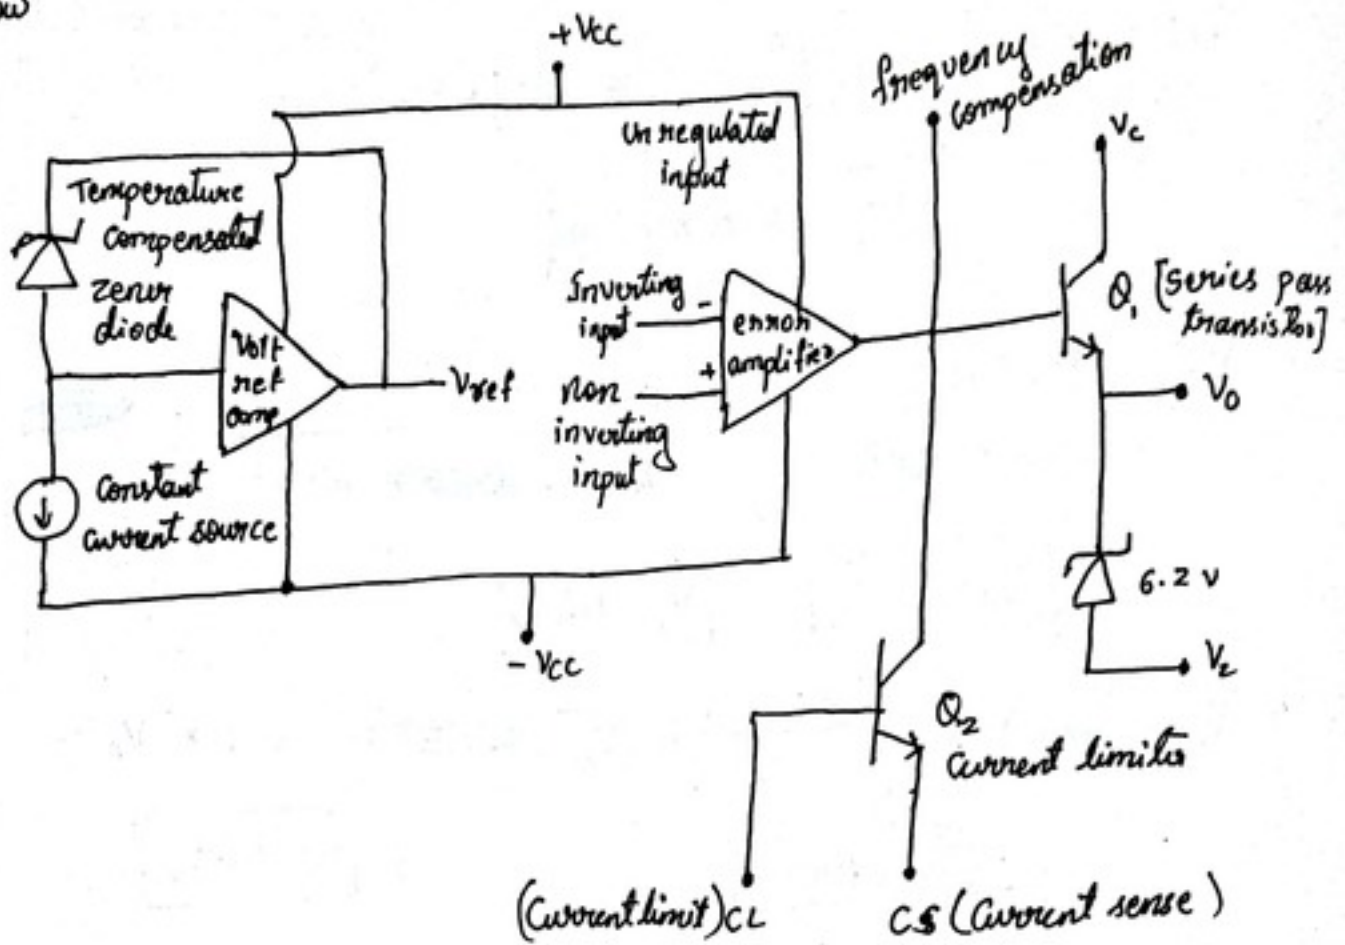 +Vcc
frequency
compensation
Vc
unregulated
input
Temperature
compensated
zener
diode
Inverting
input
-
error
amplifier
Q1 [Series pass
transistor]
Volt
ref
comp
Vref
+
non
inverting
input
V0
Constant
current source
6.2 v
Vz
-Vcc
Q2
Current limiter
(Current limit) CL
CS (Current sense)